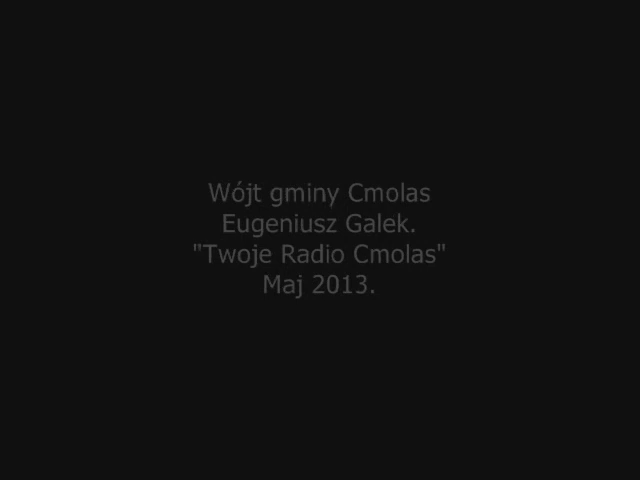 Wójt gminy Cmolas
Eugeniusz Galek.
"Twoje Radio Cmolas"
Maj 2013.